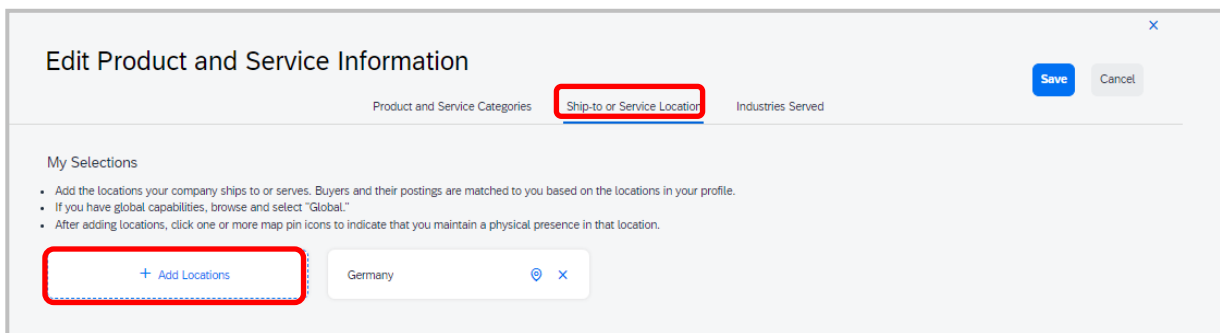 Edit Product and Service Information
Save
Cancel
Product and Service Categories
Ship-to or Service Location
Industries Served
My Selections
• Add the locations your company ships to or serves. Buyers and their postings are matched to you based on the locations in your profile.
• If you have global capabilities, browse and select "Global."
• After adding locations, click one or more map pin icons to indicate that you maintain a physical presence in that location.
+ Add Locations
Germany